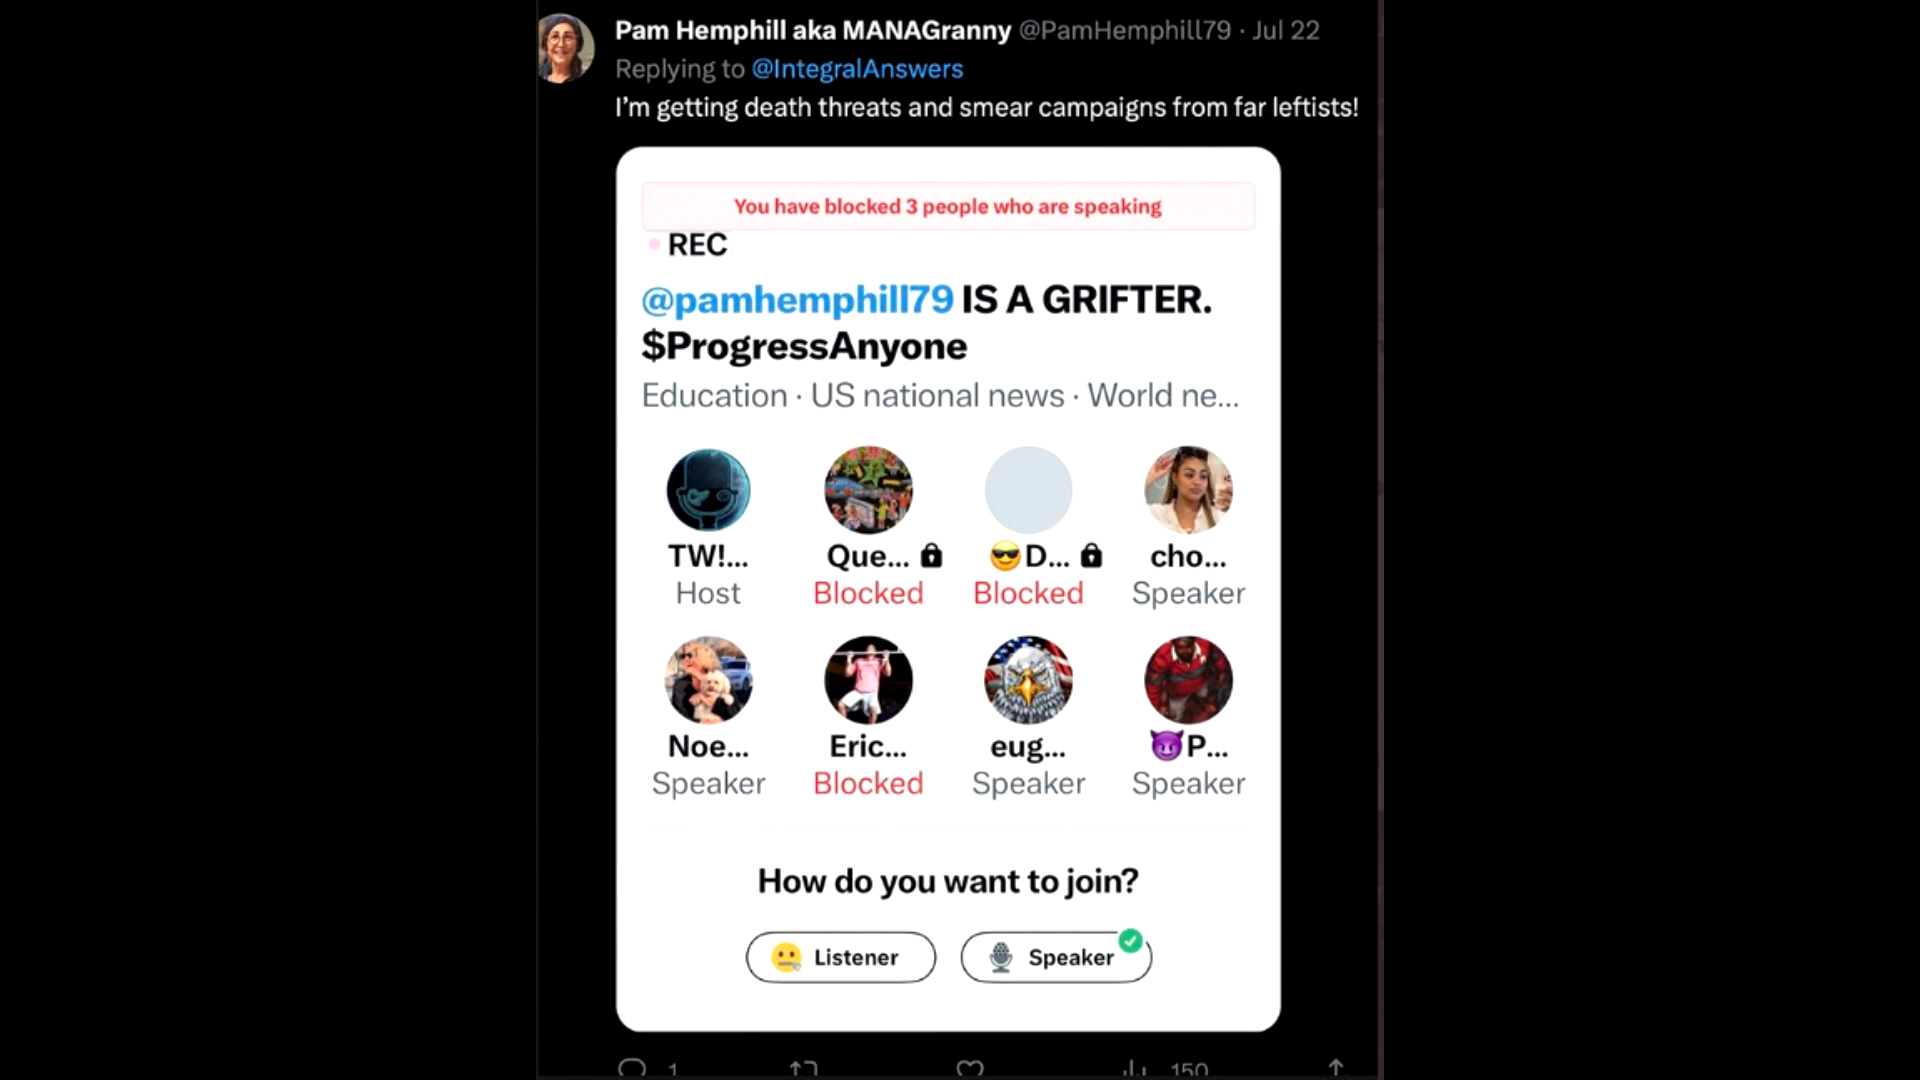 Pam Hemphill aka MANAGranny @PamHemphill79 · Jul 22
Replying to @IntegralAnswers
I'm getting death threats and smear campaigns from far leftists!
You have blocked 3 people who are speaking
REC
@pamhemphill79 IS A GRIFTER.
$ProgressAnyone
Education · US national news · World ne...
TW!... Que... 😎D... cho...
Host Blocked Blocked Speaker
Noe... Eric... eug... 😈P...
Speaker Blocked Speaker Speaker
How do you want to join?
🤐 Listener 🎙 Speaker
1 150